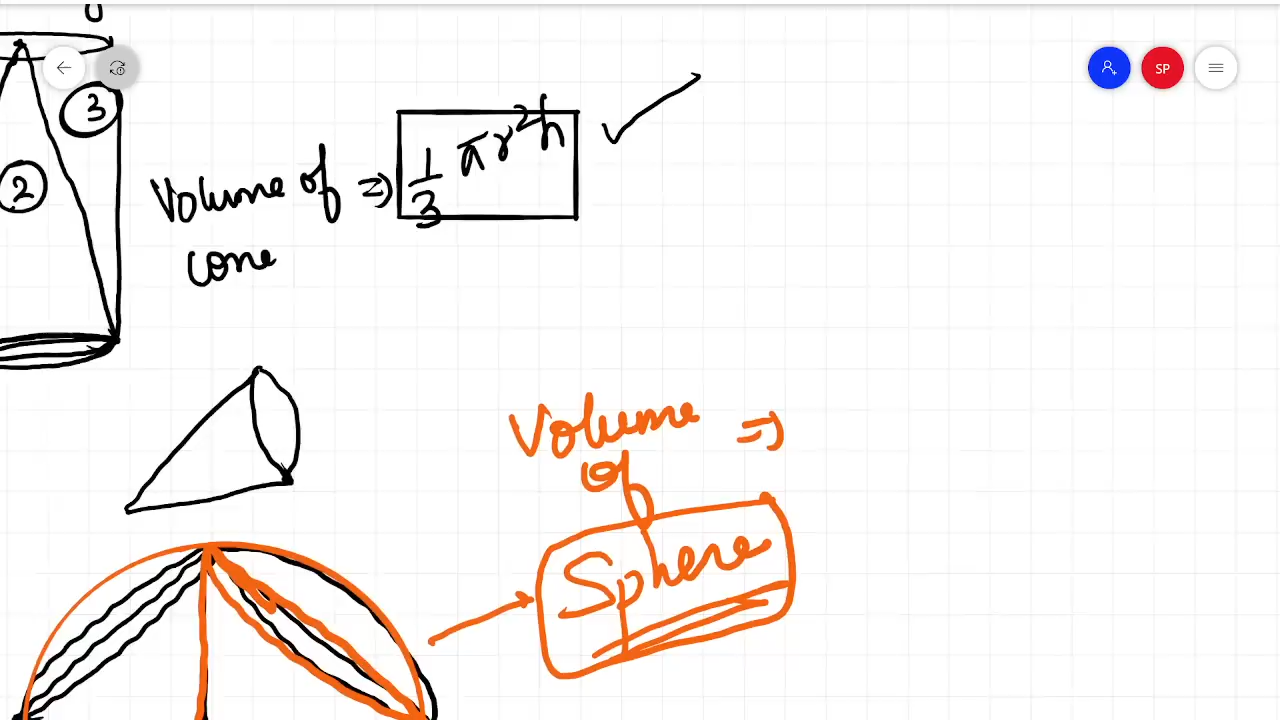 SP
3
2
Volume of => 1/3 πr²h
cone
Volume =>
of
Sphere